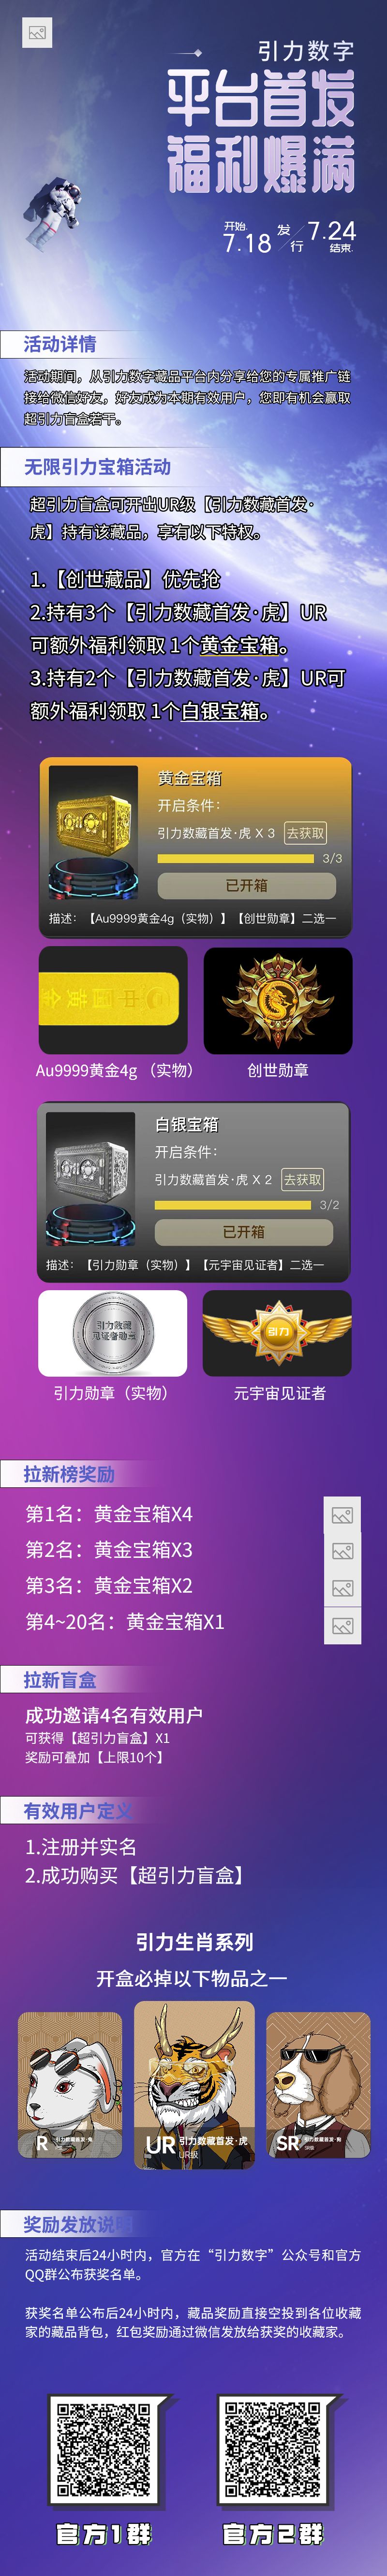 引力数字
平台首发
福利爆满
开始.
7.18
发/行
7.24
结束.
活动详情
活动期间，从引力数字藏品平台内分享给您的专属推广链
接给微信好友，好友成为本期有效用户，您即有机会赢取
超引力盲盒若干。
无限引力宝箱活动
超引力盲盒可开出UR级【引力数藏首发·
虎】持有该藏品，享有以下特权。
1.【创世藏品】优先抢
2.持有3个【引力数藏首发·虎】UR
可额外福利领取 1个黄金宝箱。
3.持有2个【引力数藏首发·虎】UR可
额外福利领取 1个白银宝箱。
黄金宝箱
开启条件：
引力数藏首发·虎 X 3 去获取
3/3
已开箱
描述：【Au9999黄金4g（实物）】【创世勋章】二选一
中国黄金
Au9999黄金4g （实物）
创世勋章
白银宝箱
开启条件：
引力数藏首发·虎 X 2 去获取
3/2
已开箱
描述：【引力勋章（实物）】【元宇宙见证者】二选一
引力数藏
见证者勋章
引力
引力勋章（实物）
元宇宙见证者
拉新榜奖励
第1名：黄金宝箱X4
第2名：黄金宝箱X3
第3名：黄金宝箱X2
第4~20名：黄金宝箱X1
拉新盲盒
成功邀请4名有效用户
可获得【超引力盲盒】X1
奖励可叠加【上限10个】
有效用户定义
1.注册并实名
2.成功购买【超引力盲盒】
引力生肖系列
开盒必掉以下物品之一
R 引力数藏首发·兔
UR 引力数藏首发·虎
UR级
SR 引力数藏首发·狗
SR级
奖励发放说明
活动结束后24小时内，官方在“引力数字”公众号和官方
QQ群公布获奖名单。
获奖名单公布后24小时内，藏品奖励直接空投到各位收藏
家的藏品背包，红包奖励通过微信发放给获奖的收藏家。
官方1群
官方2群